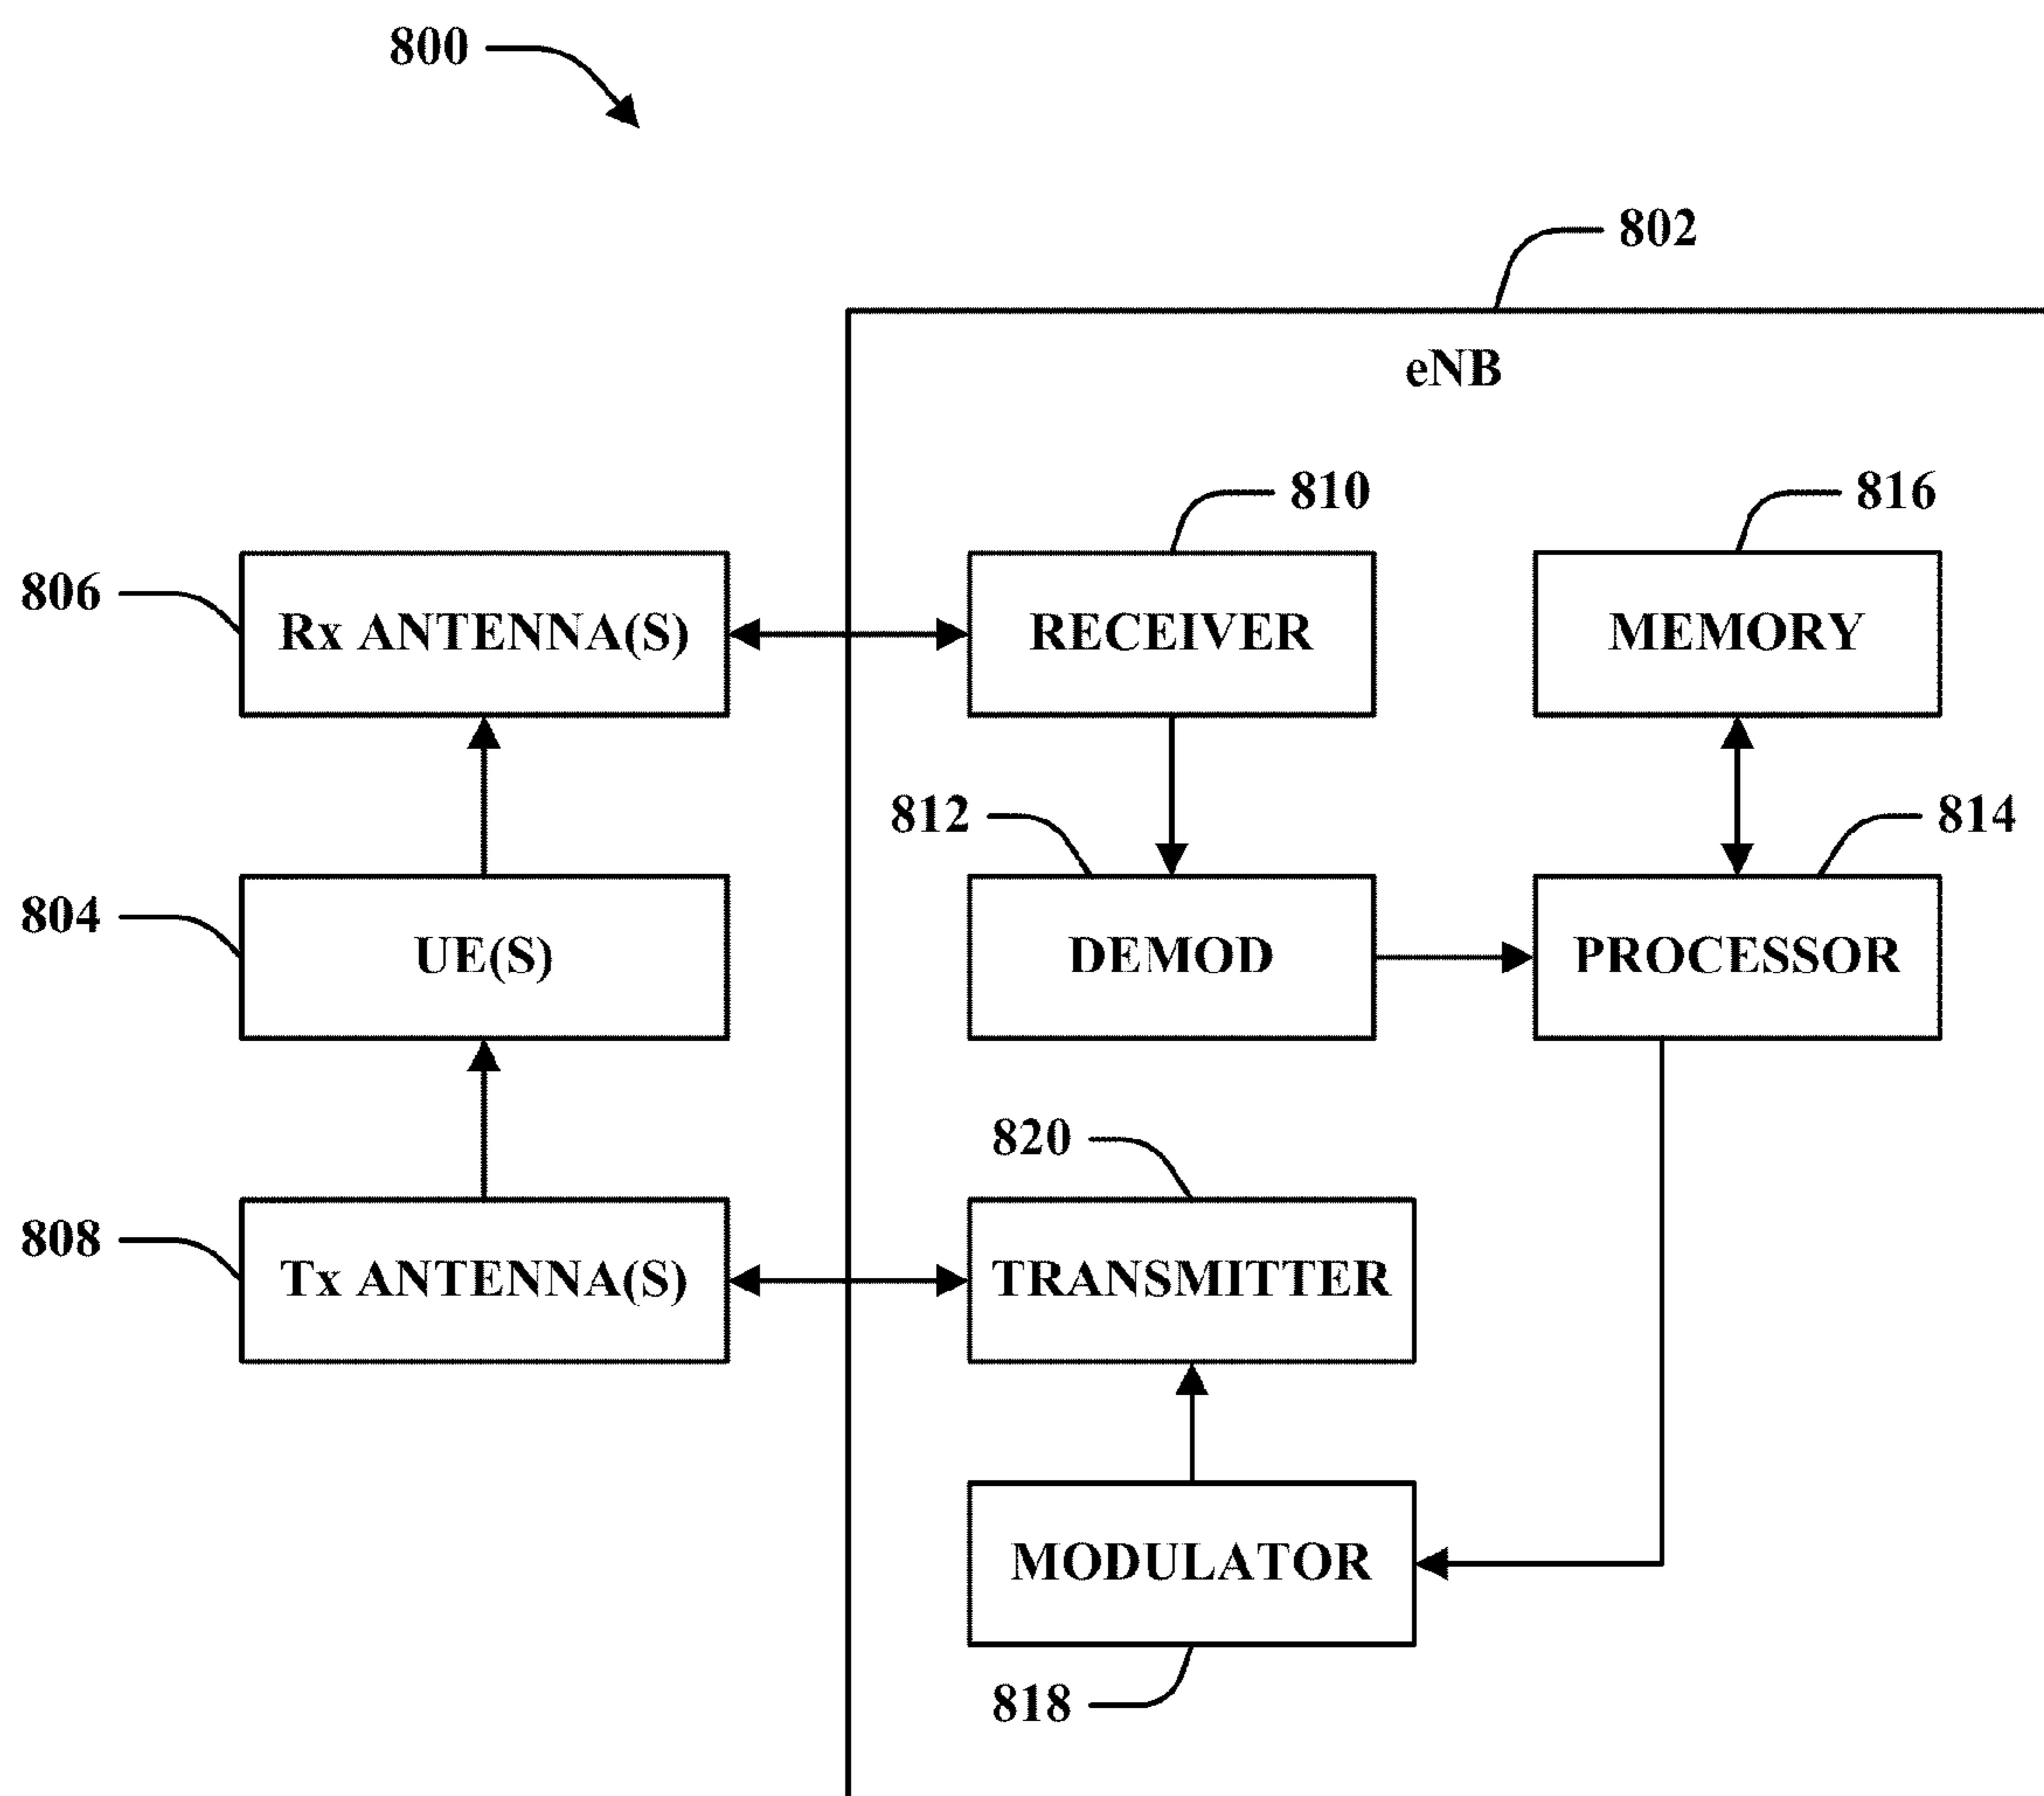 800
802
eNB
810
816
806
Rx ANTENNA(S)
RECEIVER
MEMORY
812
814
804
UE(S)
DEMOD
PROCESSOR
820
808
Tx ANTENNA(S)
TRANSMITTER
MODULATOR
818